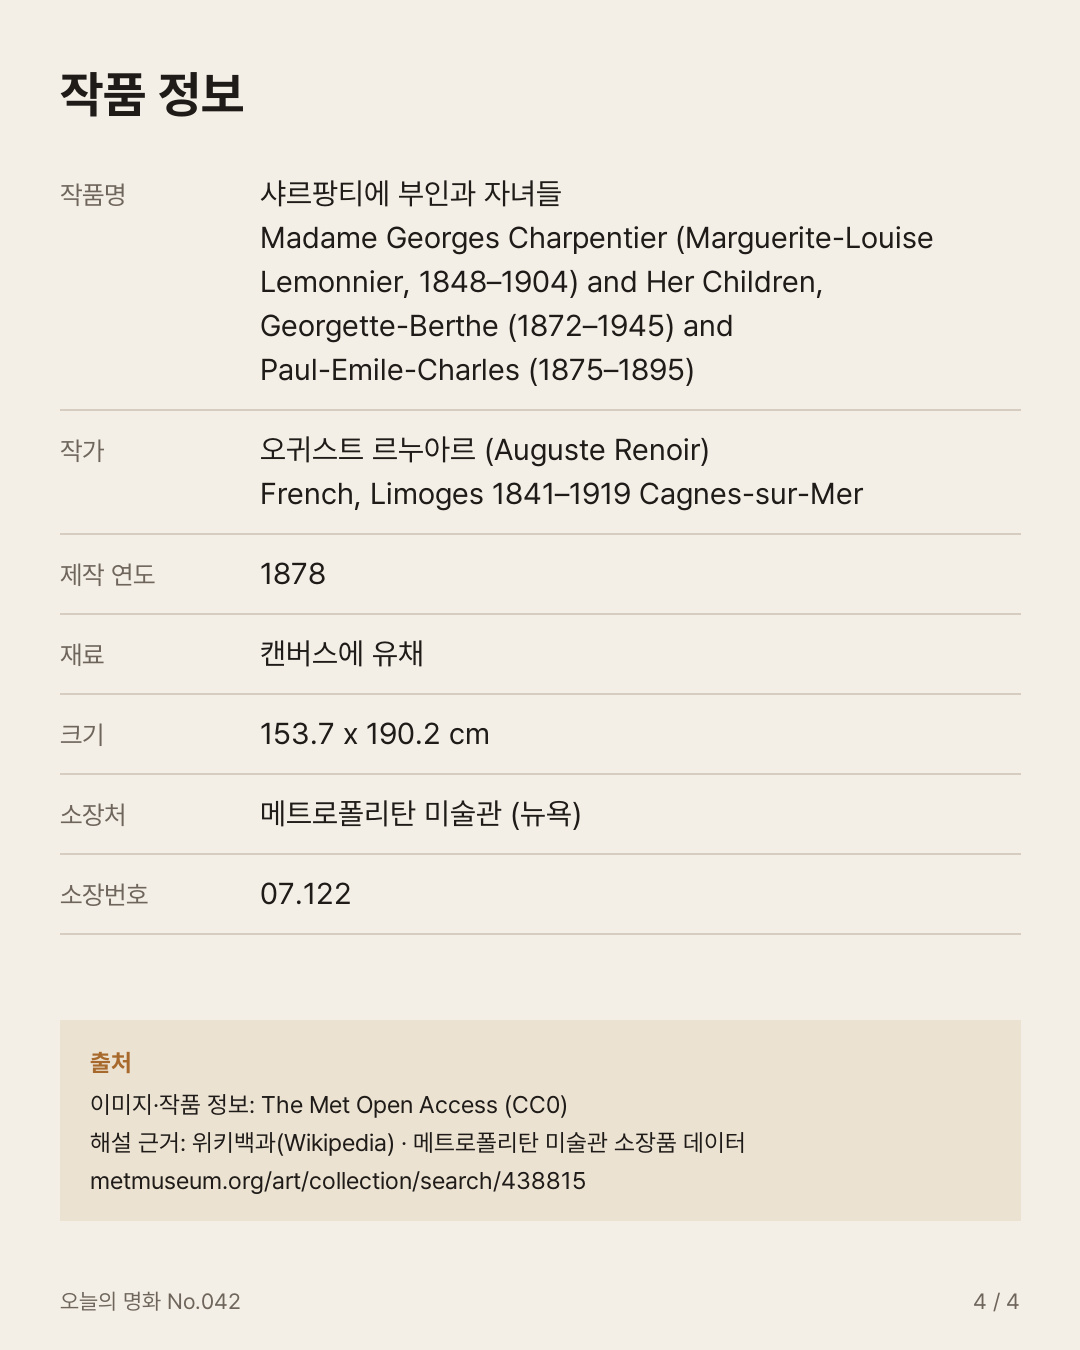 작품 정보
작품명
샤르팡티에 부인과 자녀들
Madame Georges Charpentier (Marguerite-Louise
Lemonnier, 1848–1904) and Her Children,
Georgette-Berthe (1872–1945) and
Paul-Emile-Charles (1875–1895)
작가
오귀스트 르누아르 (Auguste Renoir)
French, Limoges 1841–1919 Cagnes-sur-Mer
제작 연도
1878
재료
캔버스에 유채
크기
153.7 x 190.2 cm
소장처
메트로폴리탄 미술관 (뉴욕)
소장번호
07.122
출처
이미지·작품 정보: The Met Open Access (CC0)
해설 근거: 위키백과(Wikipedia) · 메트로폴리탄 미술관 소장품 데이터
metmuseum.org/art/collection/search/438815
오늘의 명화 No.042
4 / 4